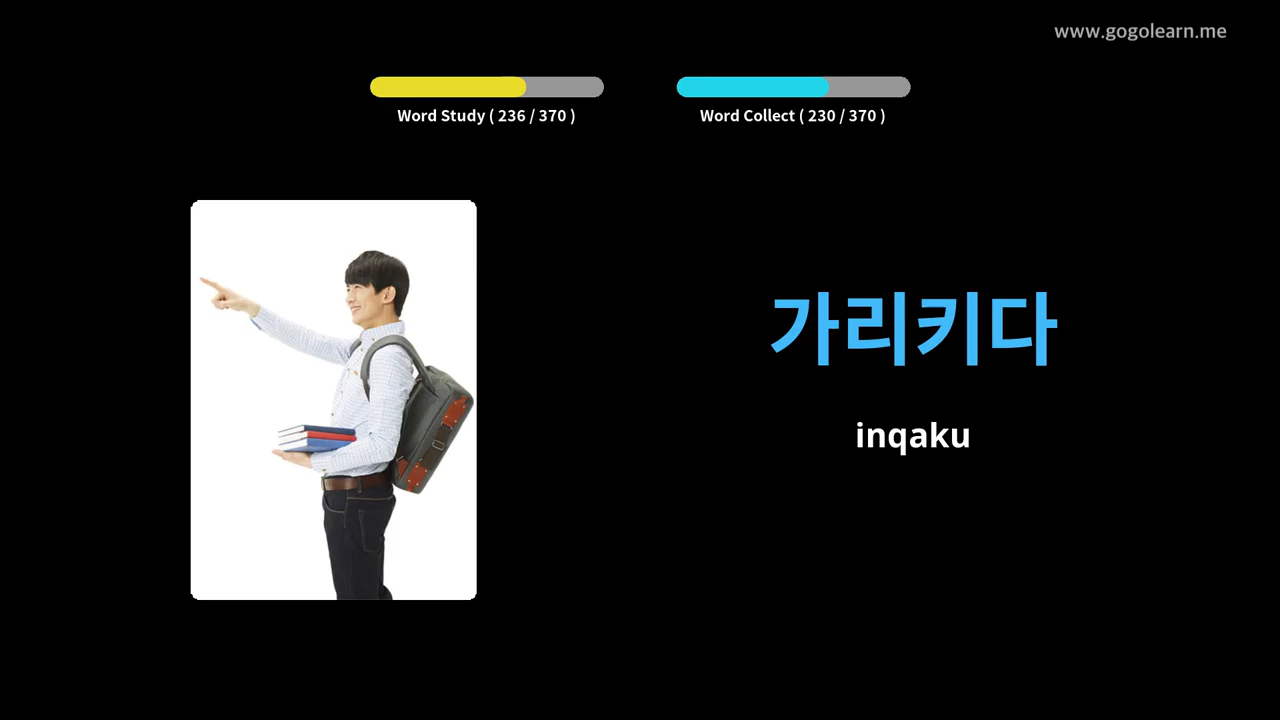 www.gogolearn.me
Word Study ( 236 / 370 )
Word Collect ( 230 / 370 )
가리키다
inqaku